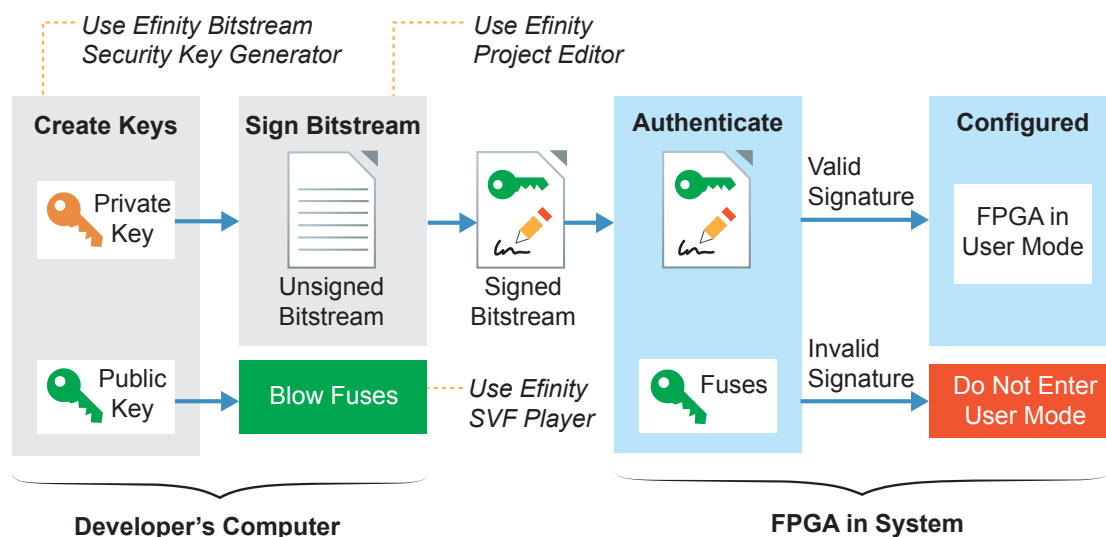 Use Efinity Bitstream
Security Key Generator
Use Efinity
Project Editor
Create Keys
Sign Bitstream
Authenticate
Configured
Private
Key
Unsigned
Bitstream
Signed
Bitstream
Valid
Signature
FPGA in
User Mode
Public
Key
Blow Fuses
Use Efinity
SVF Player
Fuses
Invalid
Signature
Do Not Enter
User Mode
Developer’s Computer
FPGA in System